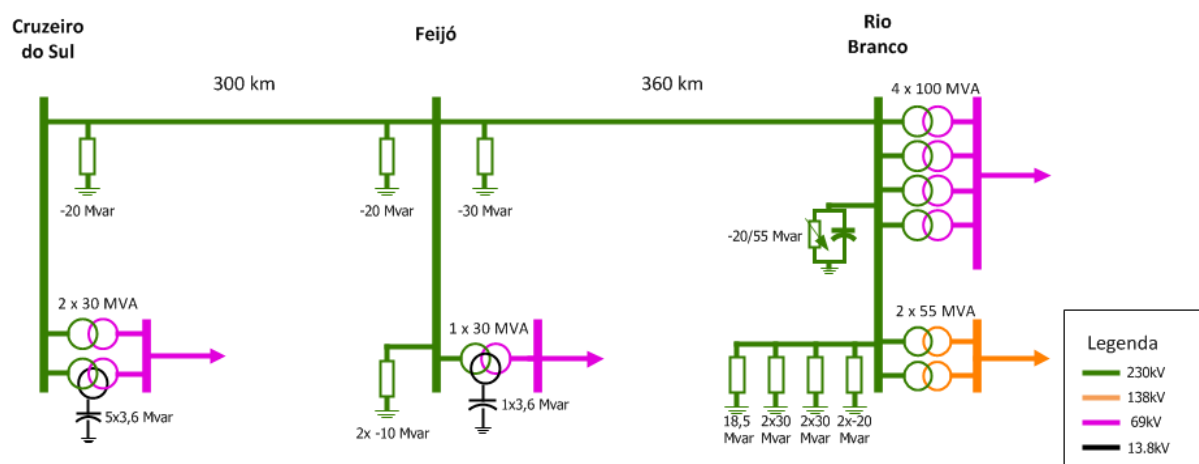 Cruzeiro
do Sul
Feijó
Rio
Branco
300 km
360 km
4 x 100 MVA
-20 Mvar
-20 Mvar
-30 Mvar
-20/55 Mvar
2 x 30 MVA
1 x 30 MVA
2 x 55 MVA
5x3,6 Mvar
2x -10 Mvar
1x3,6 Mvar
18,5
Mvar
2x30
Mvar
2x30
Mvar
2x-20
Mvar
Legenda
230kV
138kV
69kV
13.8kV